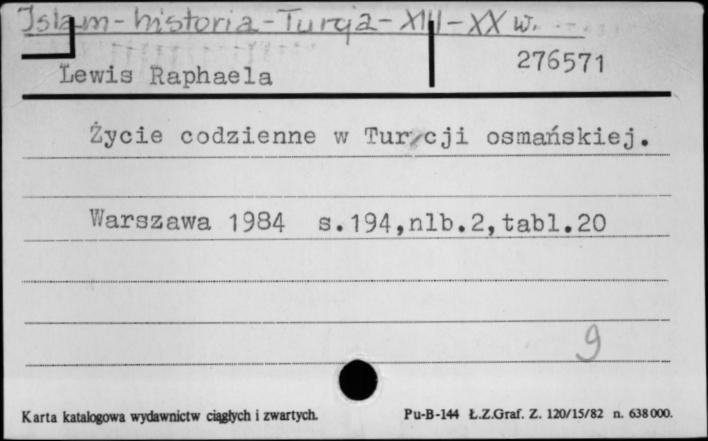 Islam - historia - Turcja - XIII - XX w.
Lewis Raphaela
276571
Życie codzienne w Turcji osmańskiej.
Warszawa 1984 s.194,nlb.2,tabl.20
9
Karta katalogowa wydawnictw ciągłych i zwartych.
Pu-B-144 Ł.Z.Graf. Z. 120/15/82 n. 638000.